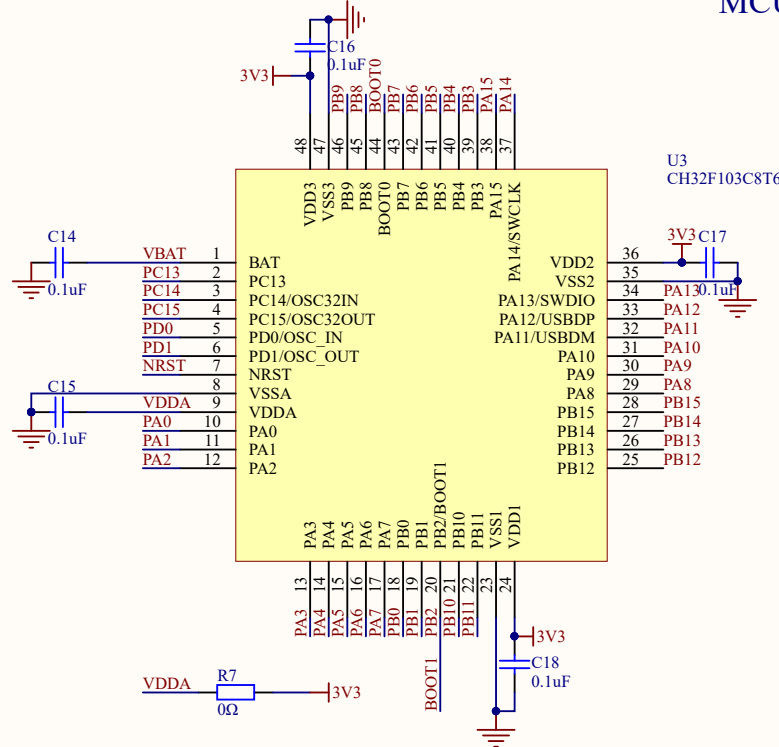 MCU
C16
0.1uF
3V3
PB9
PB8
BOOT0
PB7
PB6
PB5
PB4
PB3
PA15
PA14
48
47
46
45
44
43
42
41
40
39
38
37
U3
CH32F103C8T6
VDD3
VSS3
PB9
PB8
BOOT0
PB7
PB6
PB5
PB4
PB3
PA15
PA14/SWCLK
C14
0.1uF
VBAT 1 BAT
PC13 2 PC13
PC14 3 PC14/OSC32IN
PC15 4 PC15/OSC32OUT
PD0 5 PD0/OSC_IN
PD1 6 PD1/OSC_OUT
NRST 7 NRST
8 VSSA
C15
0.1uF
VDDA 9 VDDA
PA0 10 PA0
PA1 11 PA1
PA2 12 PA2
3V3 C17
0.1uF
VDD2 36
VSS2 35
PA13/SWDIO 34 PA13
PA12/USBDP 33 PA12
PA11/USBDM 32 PA11
PA10 31 PA10
PA9 30 PA9
PA8 29 PA8
PB15 28 PB15
PB14 27 PB14
PB13 26 PB13
PB12 25 PB12
PA3
PA4
PA5
PA6
PA7
PB0
PB1
PB2/BOOT1
PB10
PB11
VSS1
VDD1
13
14
15
16
17
18
19
20
21
22
23
24
PA3
PA4
PA5
PA6
PA7
PB0
PB1
PB2
PB10
PB11
BOOT1
3V3
C18
0.1uF
VDDA
R7
0Ω
3V3